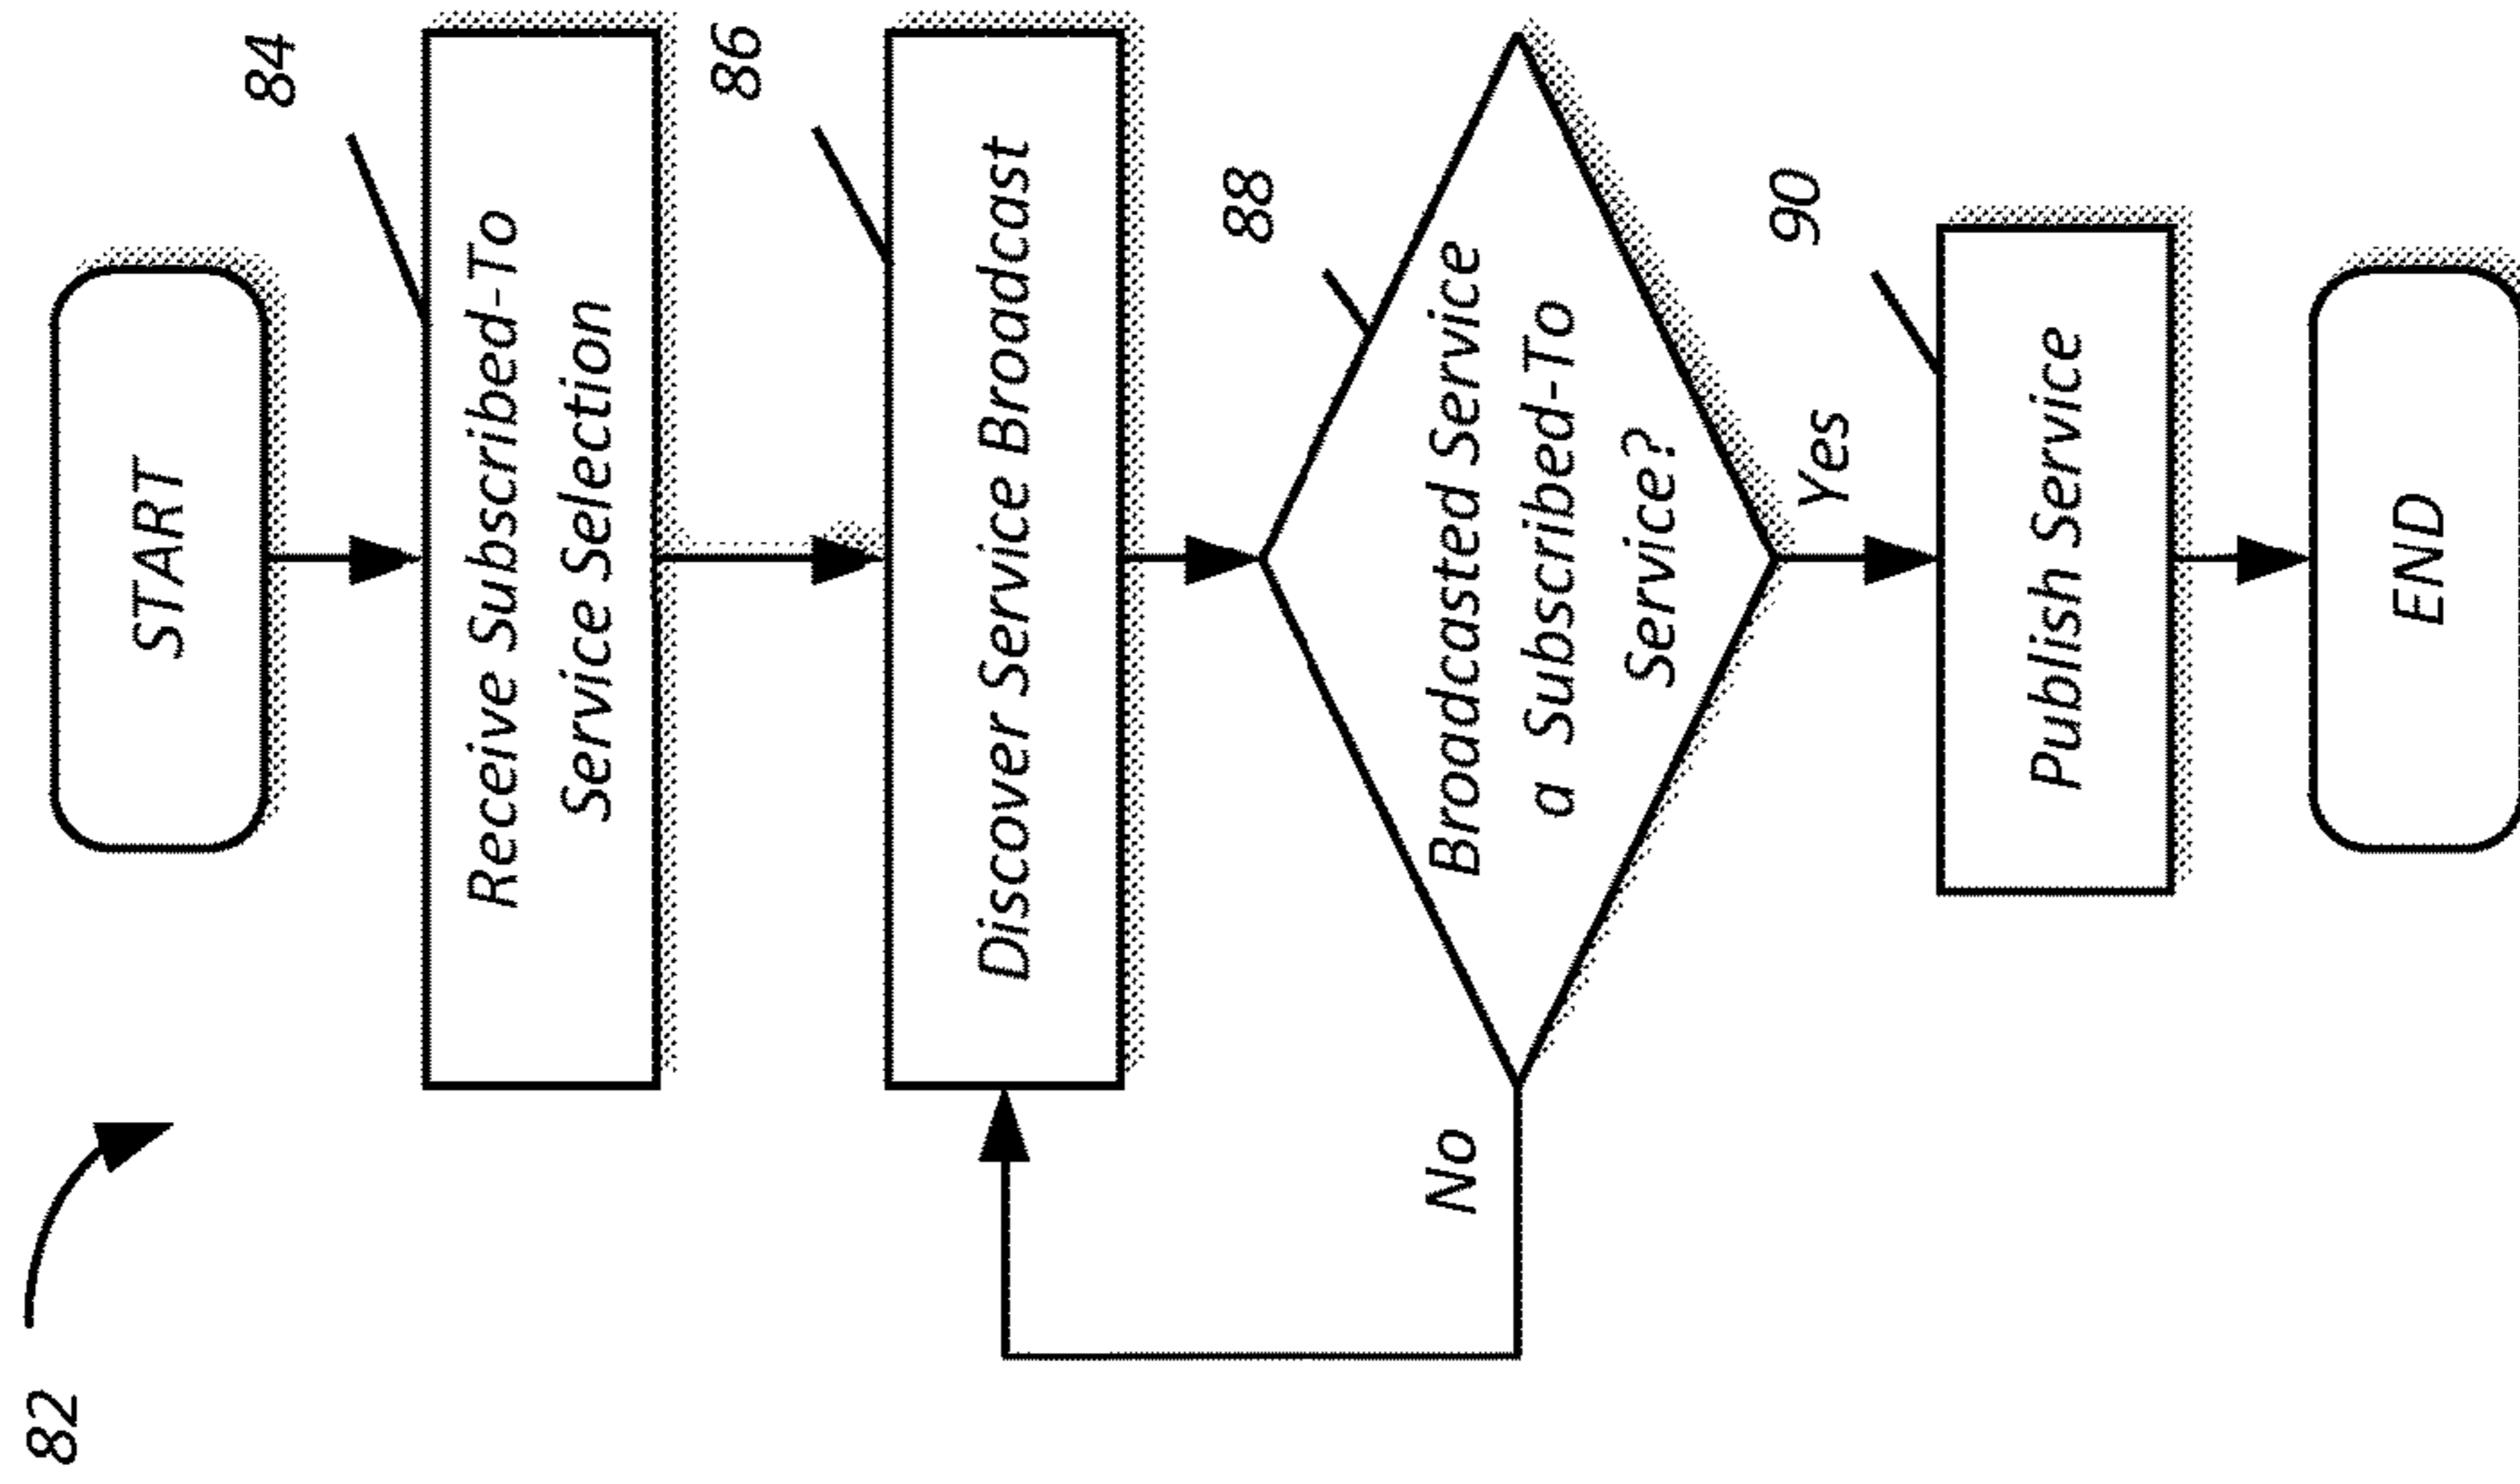 82
START
84
Receive Subscribed-To
Service Selection
86
Discover Service Broadcast
88
Broadcasted Service
a Subscribed-To
Service?
No
Yes
90
Publish Service
END